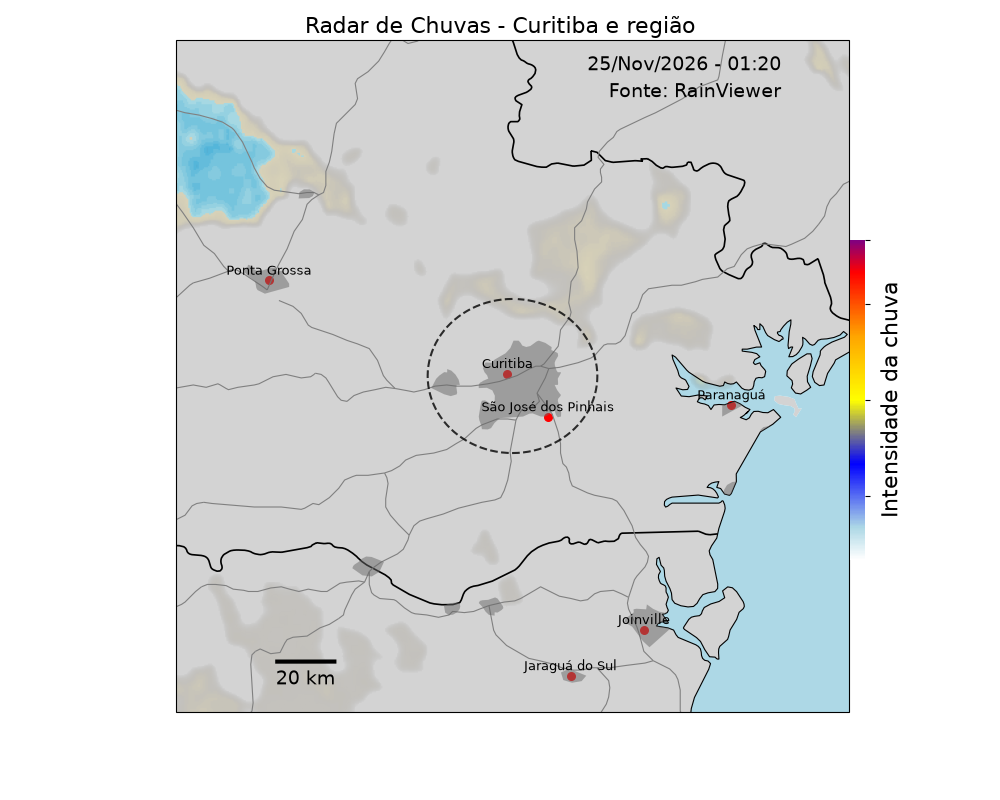 Radar de Chuvas - Curitiba e região
25/Nov/2026 - 01:20
Fonte: RainViewer
Ponta Grossa
Curitiba
São José dos Pinhais
Paranaguá
Intensidade da chuva
Joinville
Jaraguá do Sul
20 km